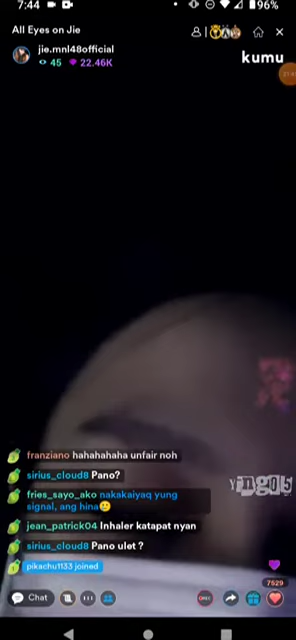 7:44
96%
All Eyes on Jie
jie.mnl48official
45 22.46K
kumu
franziano hahahahaha unfair noh
sirius_cloud8 Pano?
fries_sayo_ako nakakaiyaq yung
signal, ang hina
jean_patrick04 Inhaler katapat nyan
sirius_cloud8 Pano ulet ?
pikachu1133 joined
7529
Chat